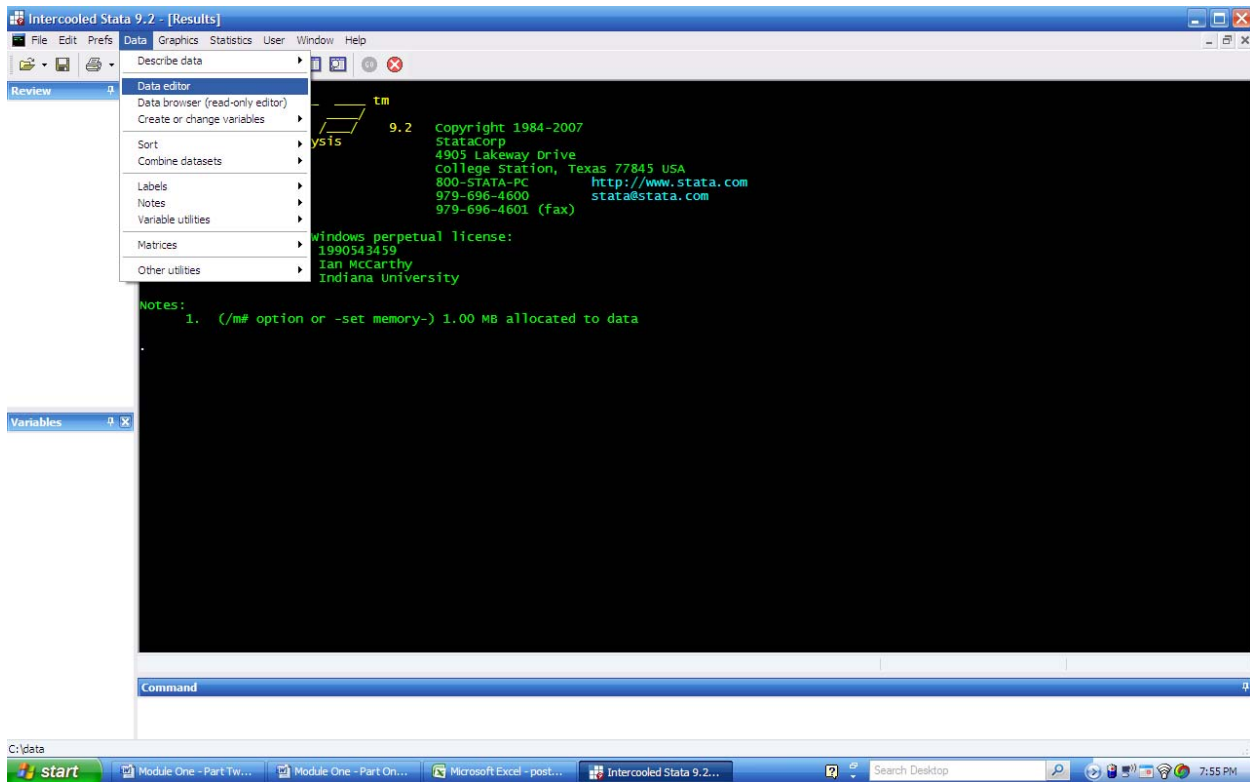 Intercooled Stata 9.2 - [Results]
File Edit Prefs Data Graphics Statistics User Window Help
Describe data
Data editor
Data browser (read-only editor)
Create or change variables
Sort
Combine datasets
Labels
Notes
Variable utilities
Matrices
Other utilities
Review
tm
9.2 Copyright 1984-2007
ysis StataCorp
4905 Lakeway Drive
College Station, Texas 77845 USA
800-STATA-PC http://www.stata.com
979-696-4600 stata@stata.com
979-696-4601 (fax)
Windows perpetual license:
1990543459
Ian McCarthy
Indiana University
Notes:
1. (/m# option or -set memory-) 1.00 MB allocated to data
.
Variables
Command
C:\data
start
Module One - Part Tw...
Module One - Part On...
Microsoft Excel - post...
Intercooled Stata 9.2...
Search Desktop
7:55 PM